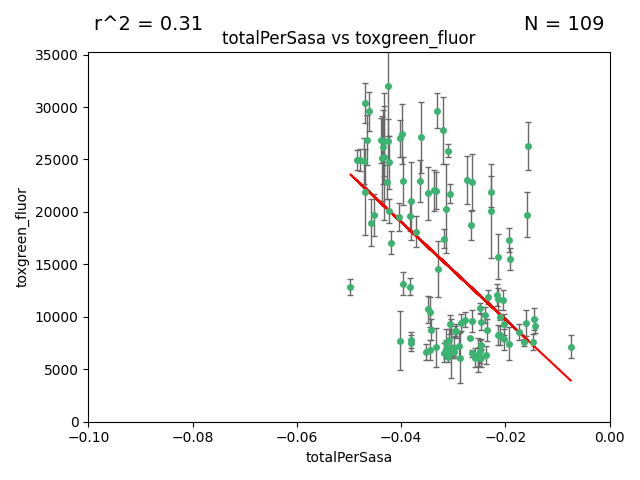 r^2 = 0.31
N = 109
totalPerSasa vs toxgreen_fluor
35000
30000
25000
20000
15000
10000
5000
0
toxgreen_fluor
−0.10
−0.08
−0.06
−0.04
−0.02
0.00
totalPerSasa